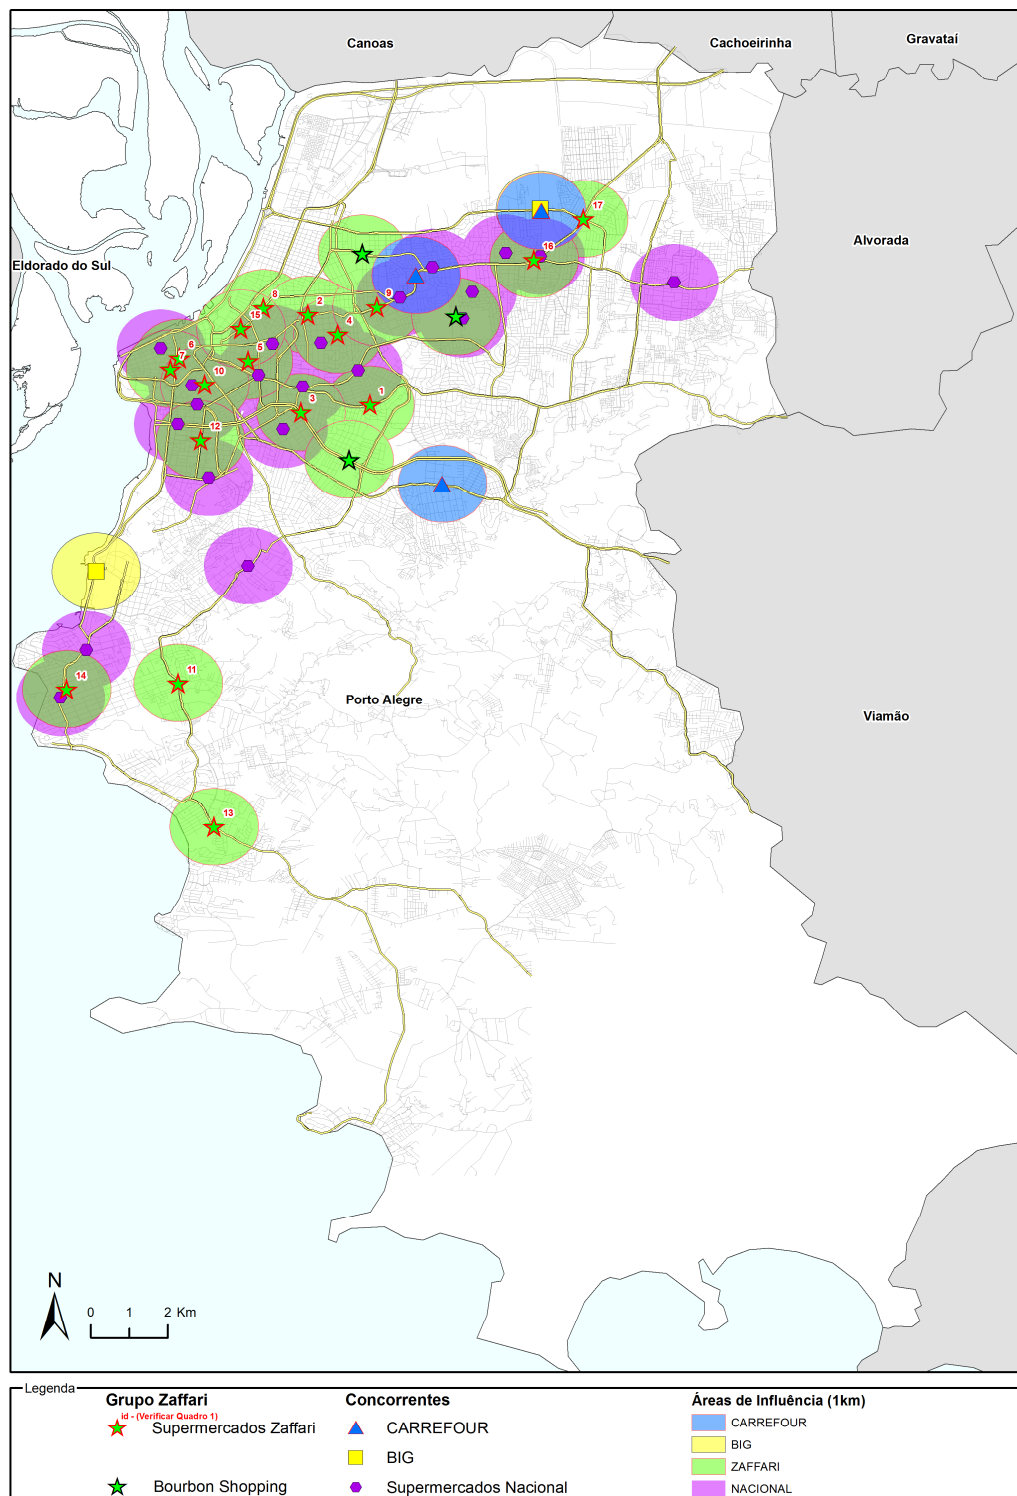 Canoas
Cachoeirinha
Gravataí
Alvorada
Eldorado do Sul
17
16
9
8
2
15
4
6
5
7
10
1
3
12
14
11
Porto Alegre
Viamão
13
N
0 1 2 Km
Legenda
Grupo Zaffari
id - (Verificar Quadro 1)
Supermercados Zaffari
Bourbon Shopping
Concorrentes
CARREFOUR
BIG
Supermercados Nacional
Áreas de Influência (1km)
CARREFOUR
BIG
ZAFFARI
NACIONAL